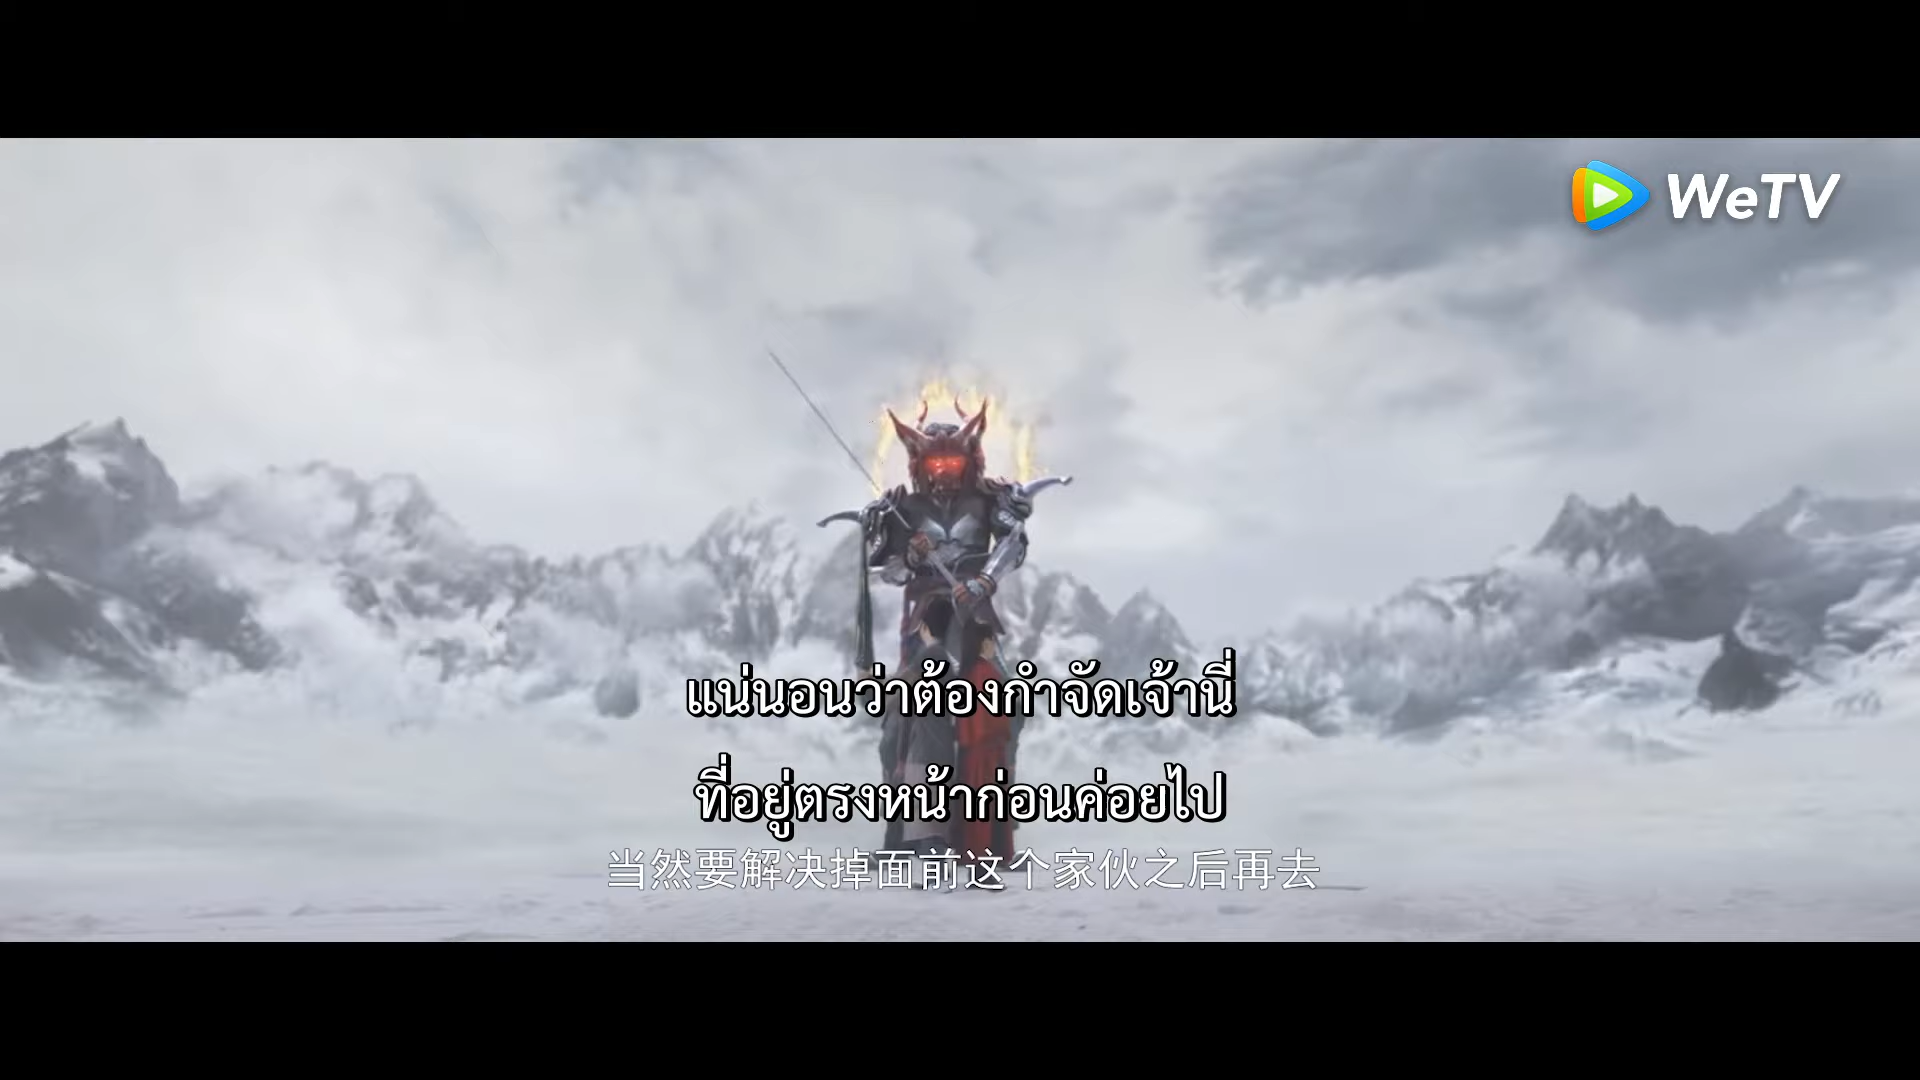 WeTV
แน่นอนว่าต้องกำจัดเจ้านี่
ที่อยู่ตรงหน้าก่อนค่อยไป
当然要解决掉面前这个家伙之后再去